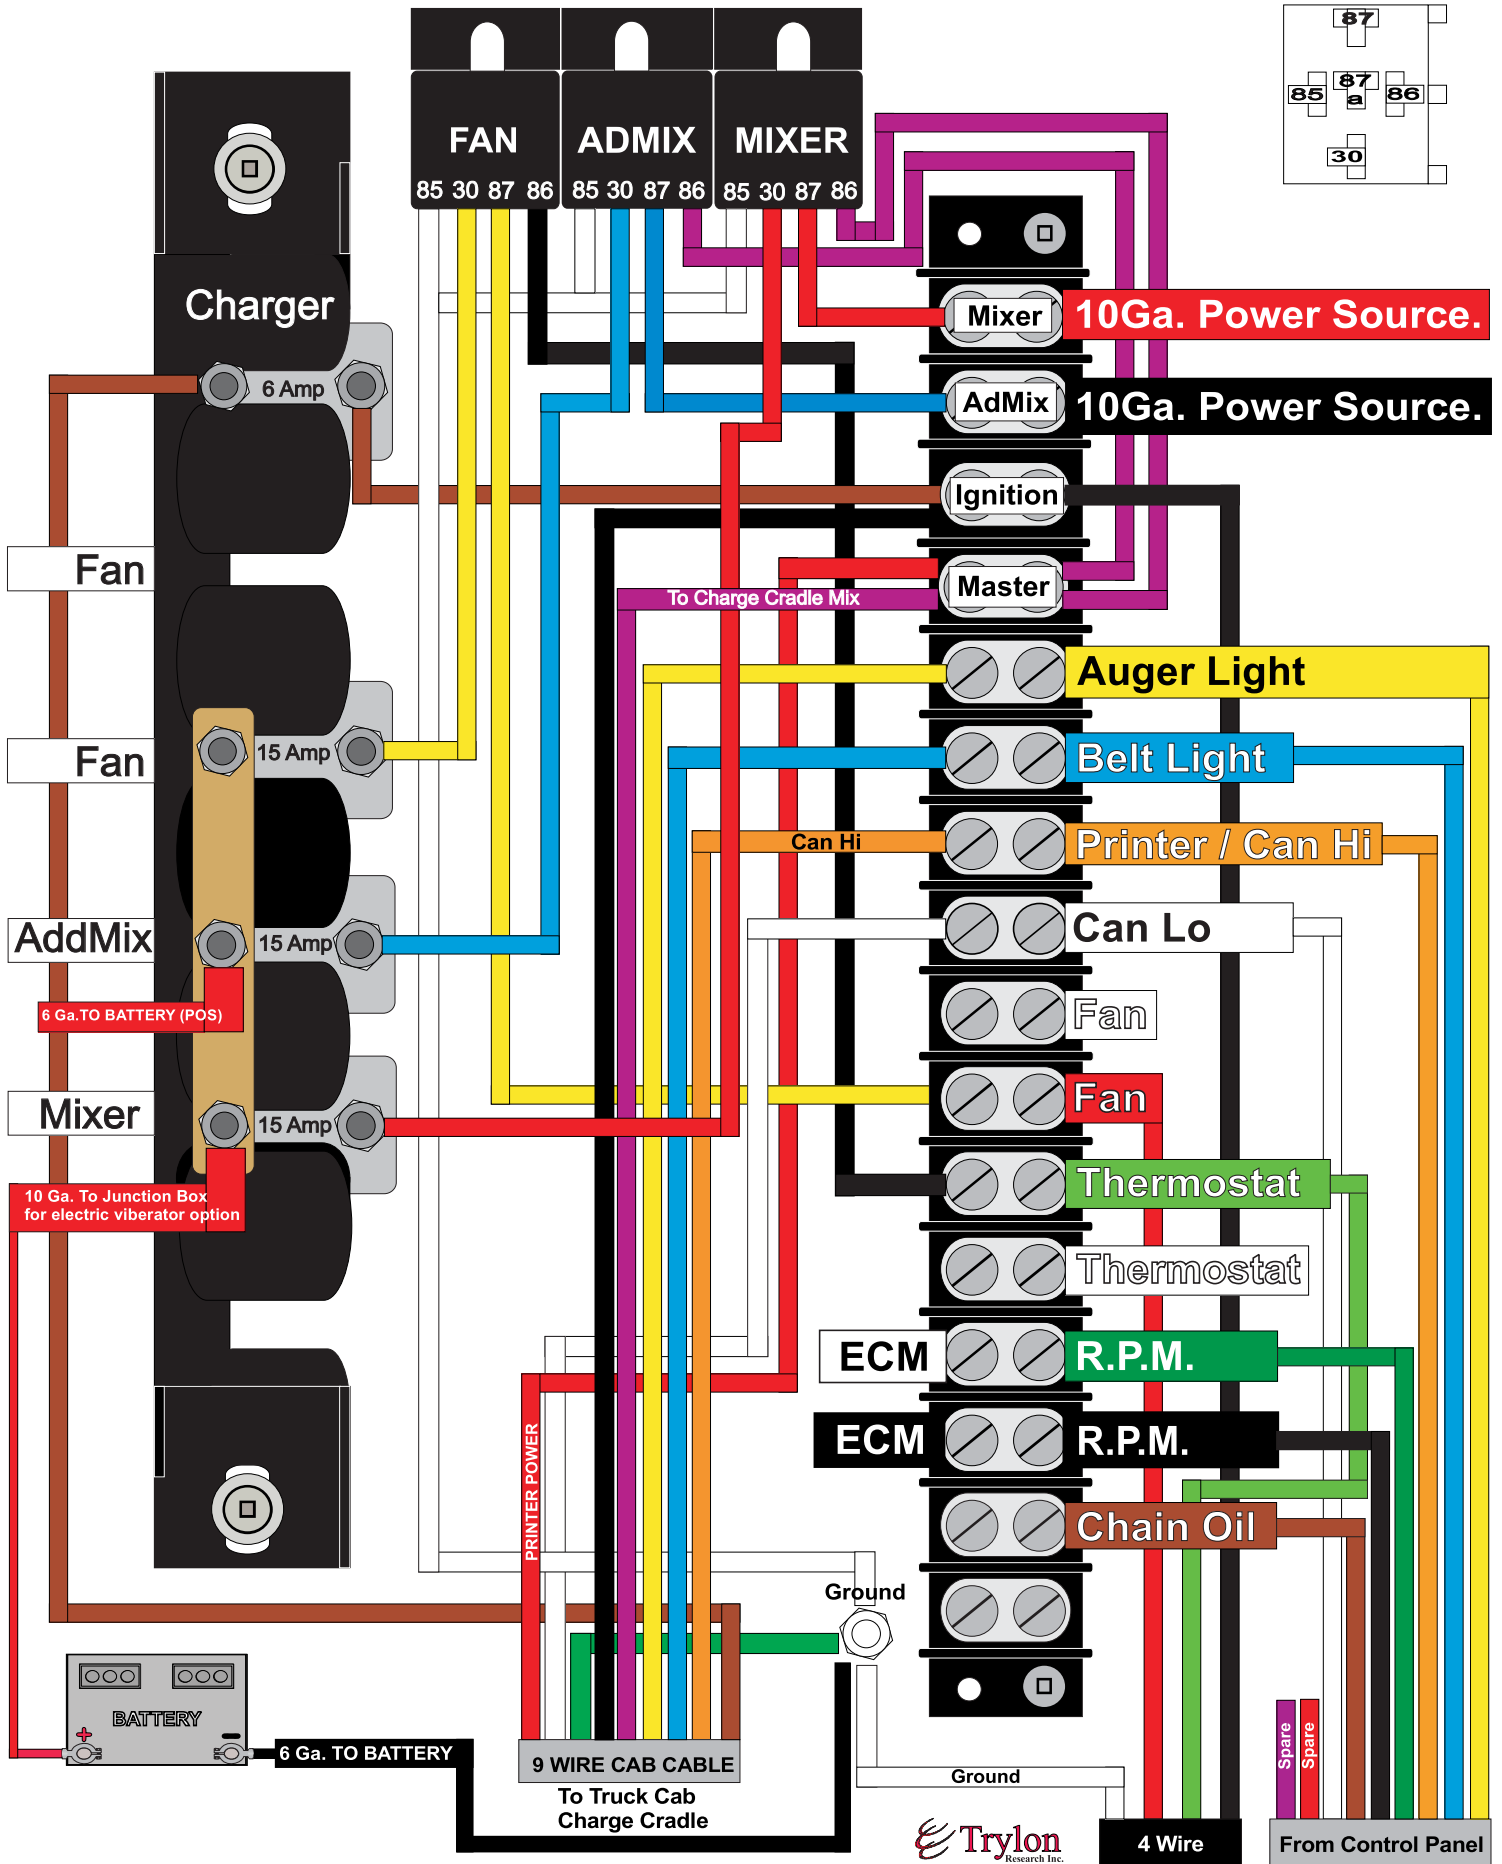 87
85 87 86
a
30
FAN ADMIX MIXER
85 30 87 86 85 30 87 86 85 30 87 86
Charger
6 Amp
Mixer 10Ga. Power Source.
AdMix 10Ga. Power Source.
Ignition
Fan
Master
To Charge Cradle Mix
Auger Light
Fan
15 Amp
Belt Light
Can Hi
Printer / Can Hi
AddMix
15 Amp
Can Lo
6 Ga.TO BATTERY (POS)
Fan
Mixer
15 Amp
Fan
10 Ga. To Junction Box
for electric viberator option
Thermostat
Thermostat
ECM R.P.M.
ECM R.P.M.
PRINTER POWER
Chain Oil
Ground
BATTERY
+ -
6 Ga. TO BATTERY
9 WIRE CAB CABLE
To Truck Cab
Charge Cradle
Ground
Spare
Spare
Trylon
Research Inc.
4 Wire
From Control Panel